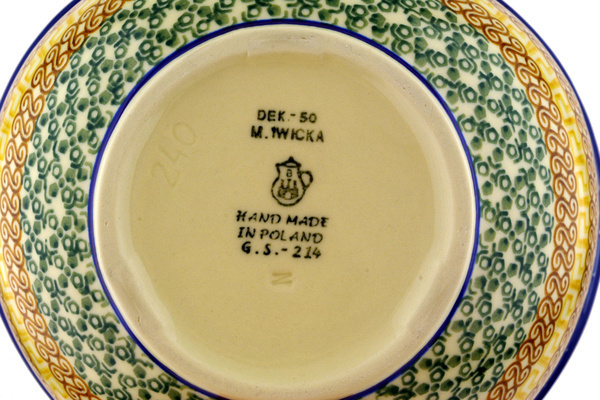 DEK.-50
M. IWICKA
240
HAND MADE
IN POLAND
G.S.-214
N